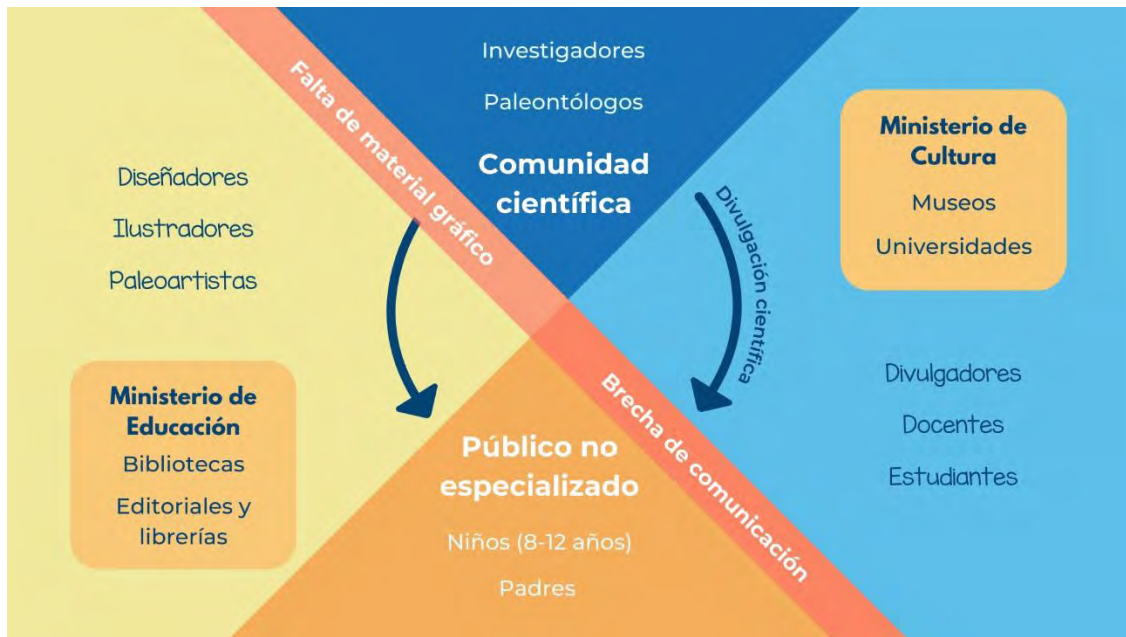 Investigadores
Paleontólogos
Comunidad
científica
Falta de material gráfico
Diseñadores
Ilustradores
Paleoartistas
Ministerio de
Educación
Bibliotecas
Editoriales y
librerías
Divulgación científica
Ministerio de
Cultura
Museos
Universidades
Divulgadores
Docentes
Estudiantes
Brecha de comunicación
Público no
especializado
Niños (8-12 años)
Padres